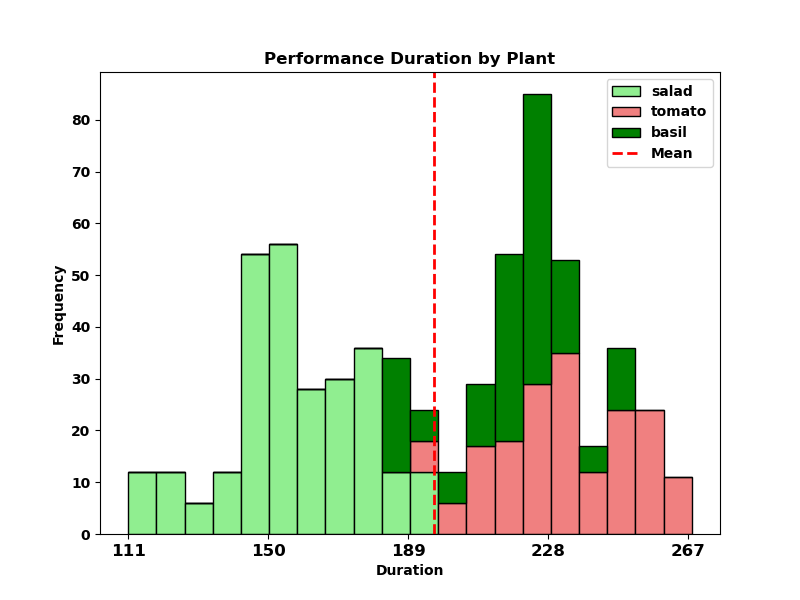 Performance Duration by Plant
salad
tomato
basil
Mean
Frequency
80
70
60
50
40
30
20
10
0
111 150 189 228 267
Duration